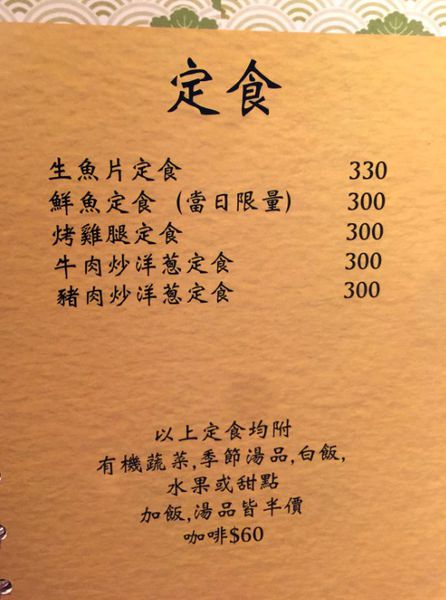 定食
生魚片定食 330
鮮魚定食 (當日限量) 300
烤雞腿定食 300
牛肉炒洋蔥定食 300
豬肉炒洋蔥定食 300
以上定食均附
有機蔬菜,季節湯品,白飯,
水果或甜點
加飯,湯品皆半價
咖啡$60